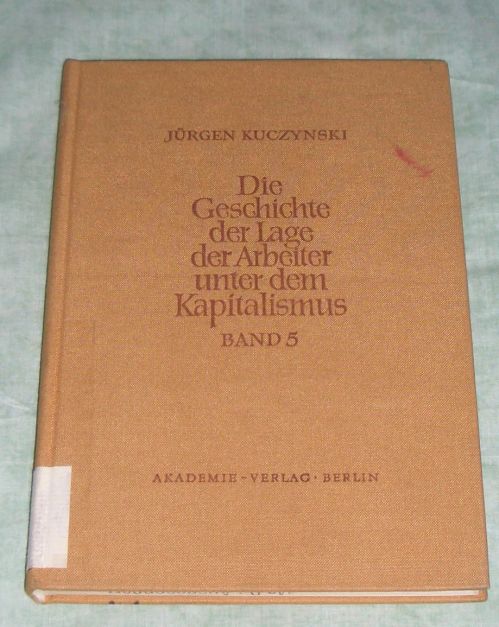 JÜRGEN KUCZYNSKI
Die
Geschichte
der Lage
der Arbeiter
unter dem
Kapitalismus
BAND 5
AKADEMIE-VERLAG · BERLIN